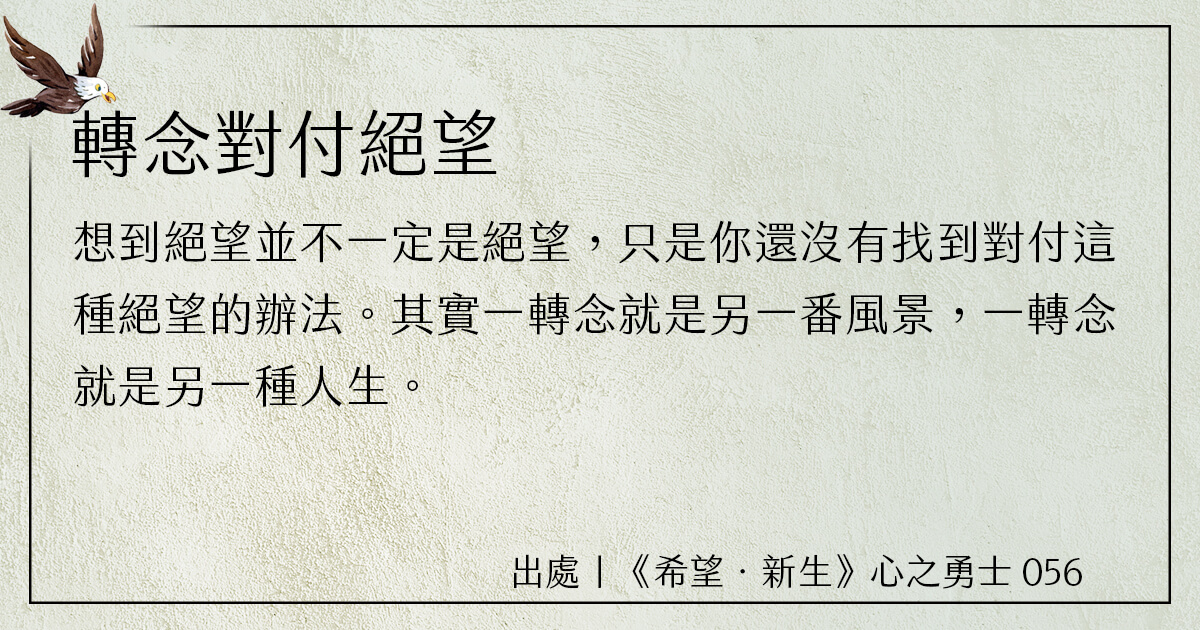 轉念對付絕望
想到絕望並不一定是絕望，只是你還沒有找到對付這
種絕望的辦法。其實一轉念就是另一番風景，一轉念
就是另一種人生。
出處｜《希望．新生》心之勇士 056